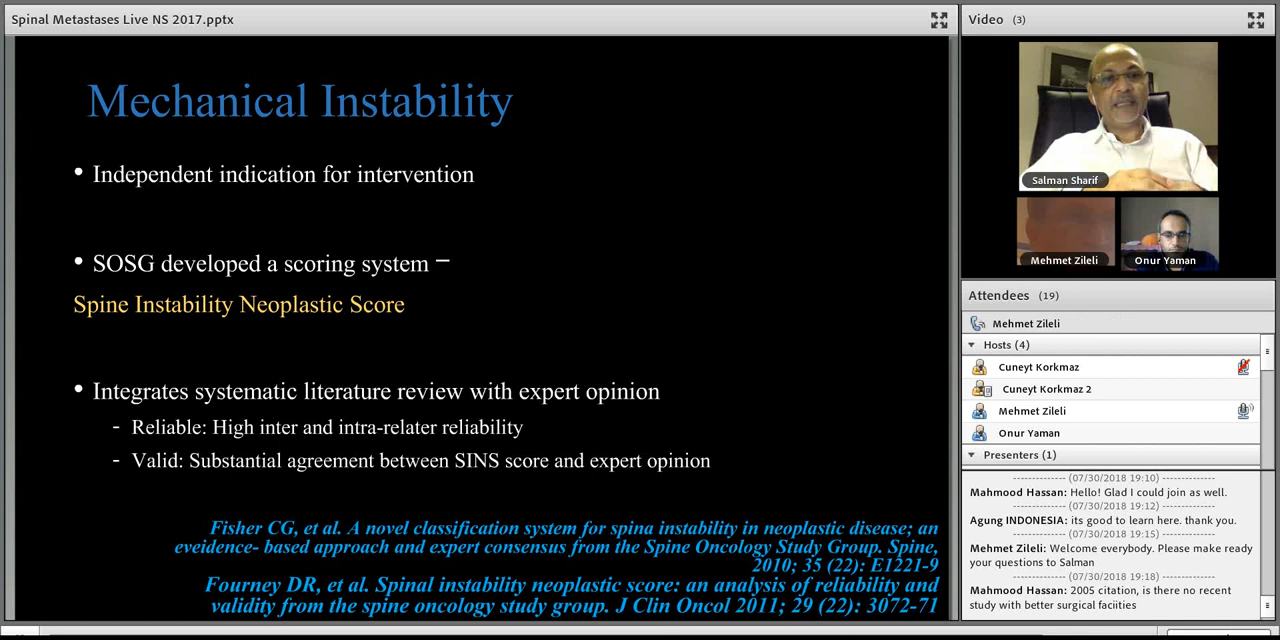 Spinal Metastases Live NS 2017.pptx
Mechanical Instability
• Independent indication for intervention
• SOSG developed a scoring system –
Spine Instability Neoplastic Score
• Integrates systematic literature review with expert opinion
- Reliable: High inter and intra-relater reliability
- Valid: Substantial agreement between SINS score and expert opinion
Fisher CG, et al. A novel classification system for spina instability in neoplastic disease; an
eveidence- based approach and expert consensus from the Spine Oncology Study Group. Spine,
2010; 35 (22): E1221-9
Fourney DR, et al. Spinal instability neoplastic score: an analysis of reliability and
validity from the spine oncology study group. J Clin Oncol 2011; 29 (22): 3072-71
Video (3)
Salman Sharif
Mehmet Zileli
Onur Yaman
Attendees (19)
Mehmet Zileli
Hosts (4)
Cuneyt Korkmaz
Cuneyt Korkmaz 2
Mehmet Zileli
Onur Yaman
Presenters (1)
-------------- (07/30/2018 19:10) --------------
Mahmood Hassan: Hello! Glad I could join as well.
-------------- (07/30/2018 19:12) --------------
Agung INDONESIA: its good to learn here. thank you.
-------------- (07/30/2018 19:15) --------------
Mehmet Zileli: Welcome everybody. Please make ready
your questions to Salman
-------------- (07/30/2018 19:18) --------------
Mahmood Hassan: 2005 citation, is there no recent
study with better surgical faciities